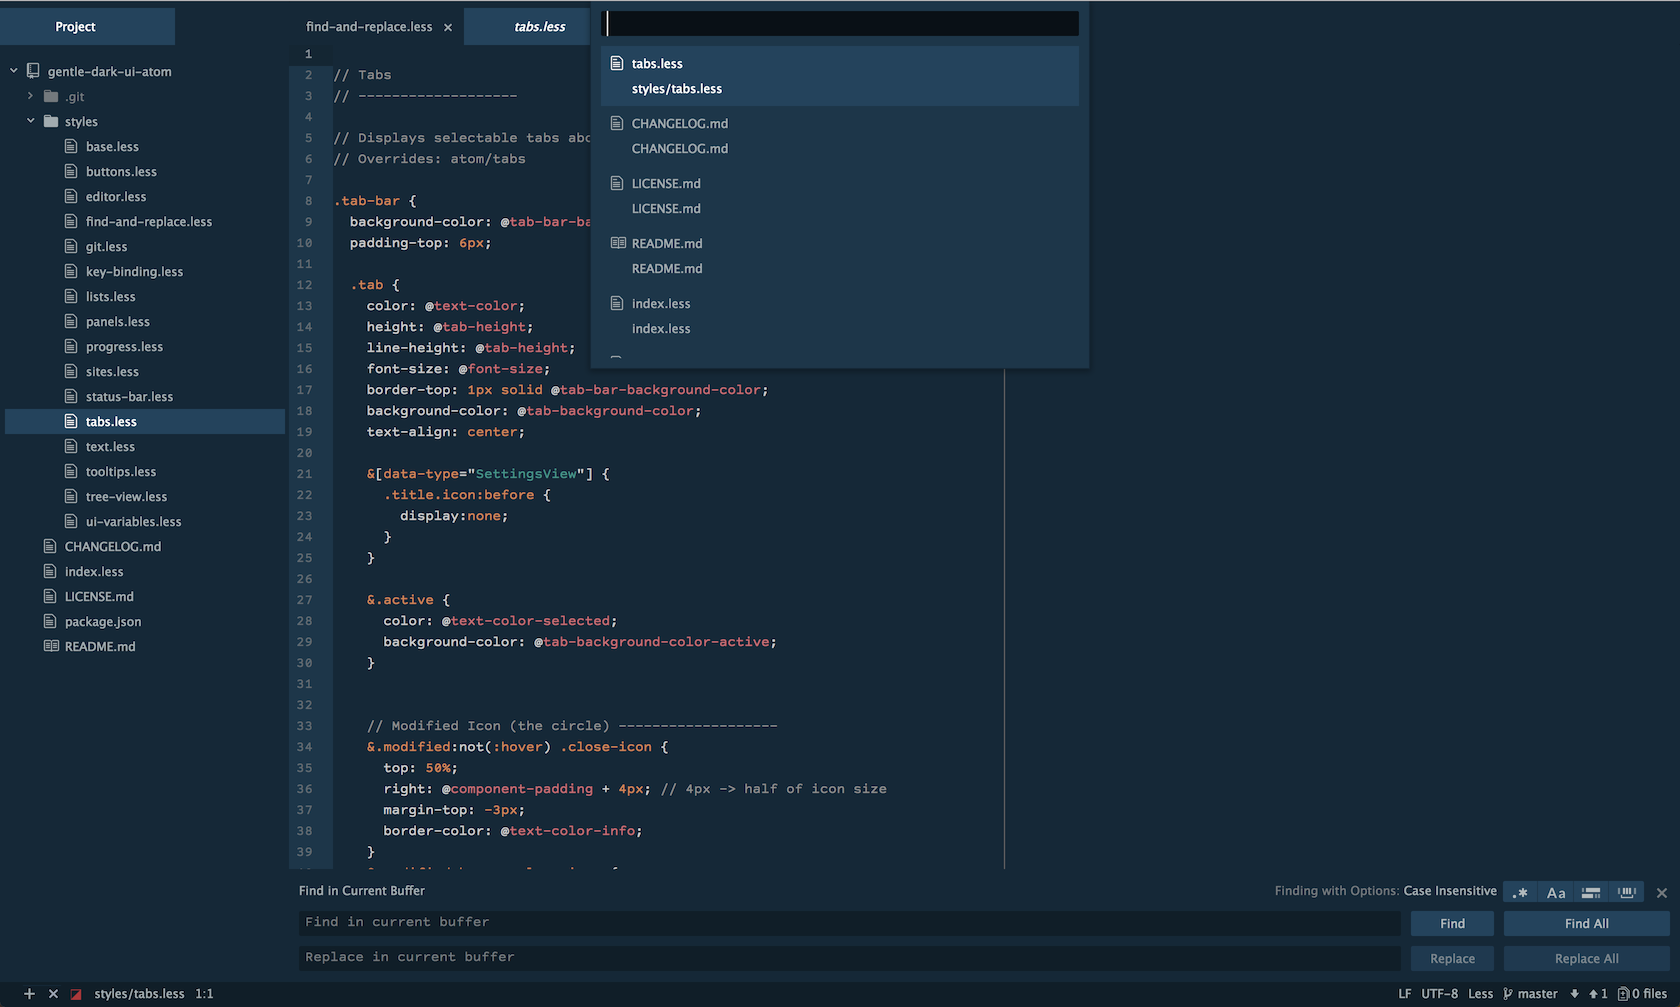 Project
gentle-dark-ui-atom
.git
styles
base.less
buttons.less
editor.less
find-and-replace.less
git.less
key-binding.less
lists.less
panels.less
progress.less
sites.less
status-bar.less
tabs.less
text.less
tooltips.less
tree-view.less
ui-variables.less
CHANGELOG.md
index.less
LICENSE.md
package.json
README.md
find-and-replace.less ×
tabs.less
1
2 // Tabs
3 // -------------------
4
5 // Displays selectable tabs abo
6 // Overrides: atom/tabs
7
8 .tab-bar {
9 background-color: @tab-bar-ba
10 padding-top: 6px;
11
12 .tab {
13 color: @text-color;
14 height: @tab-height;
15 line-height: @tab-height;
16 font-size: @font-size;
17 border-top: 1px solid @tab-bar-background-color;
18 background-color: @tab-background-color;
19 text-align: center;
20
21 &[data-type="SettingsView"] {
22 .title.icon:before {
23 display:none;
24 }
25 }
26
27 &.active {
28 color: @text-color-selected;
29 background-color: @tab-background-color-active;
30 }
31
32
33 // Modified Icon (the circle) -------------------
34 &.modified:not(:hover) .close-icon {
35 top: 50%;
36 right: @component-padding + 4px; // 4px -> half of icon size
37 margin-top: -3px;
38 border-color: @text-color-info;
39 }
tabs.less
styles/tabs.less
CHANGELOG.md
CHANGELOG.md
LICENSE.md
LICENSE.md
README.md
README.md
index.less
index.less
Find in Current Buffer
Finding with Options: Case Insensitive
.* Aa
Find in current buffer
Find
Find All
Replace in current buffer
Replace
Replace All
styles/tabs.less 1:1
LF UTF-8 Less master 1 0 files